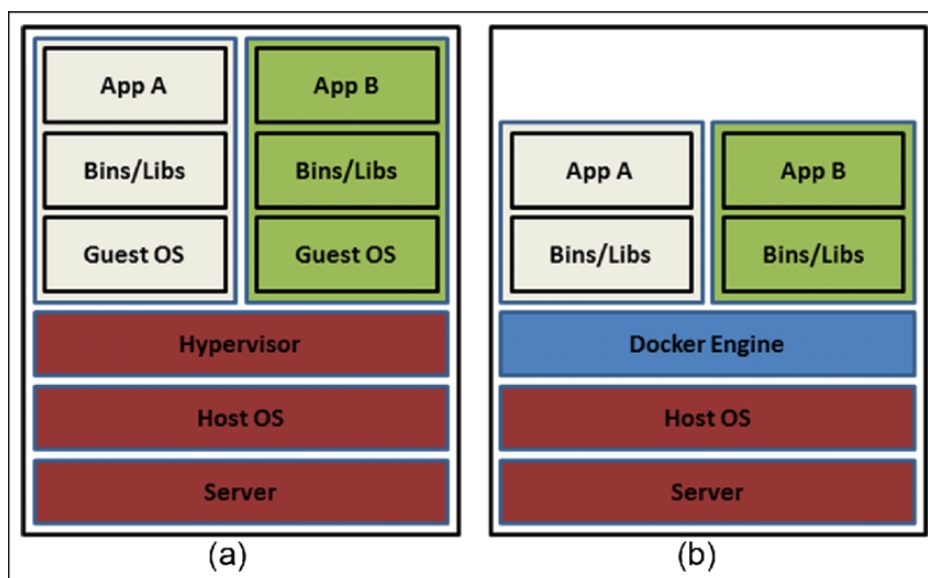 App A
Bins/Libs
Guest OS
App B
Bins/Libs
Guest OS
Hypervisor
Host OS
Server
(a)
App A
Bins/Libs
App B
Bins/Libs
Docker Engine
Host OS
Server
(b)